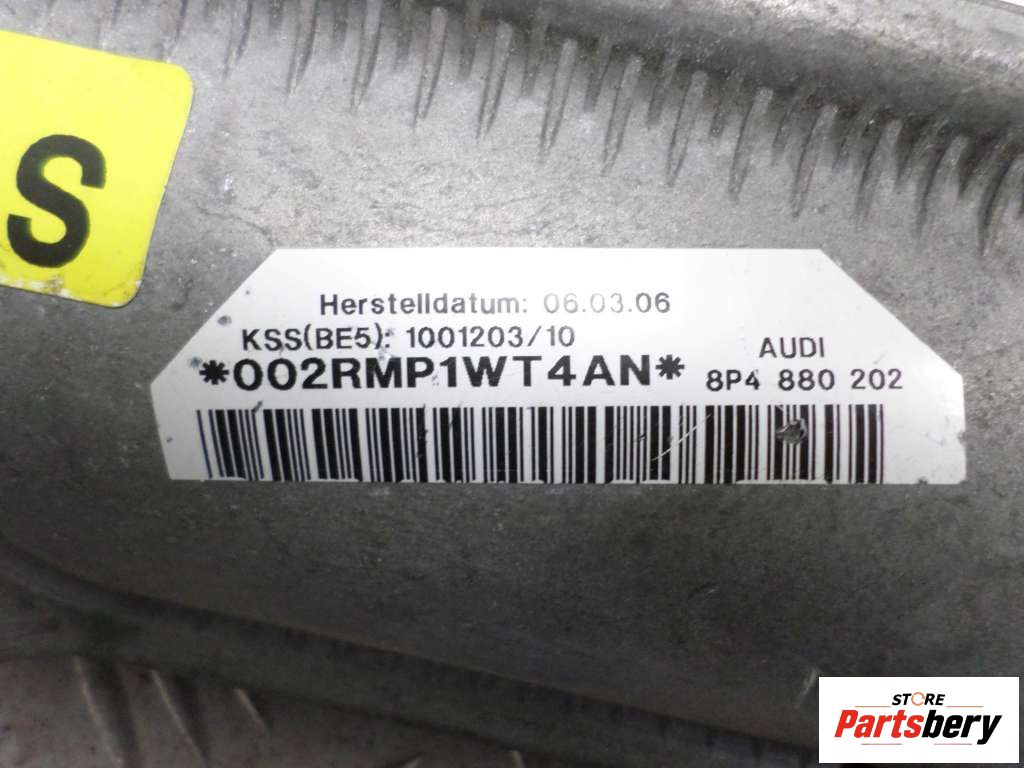 S
Herstelldatum: 06.03.06
KSS(BE5): 1001203/10
*002RMP1WT4AN*
AUDI
8P4 880 202
STORE
Partsbery